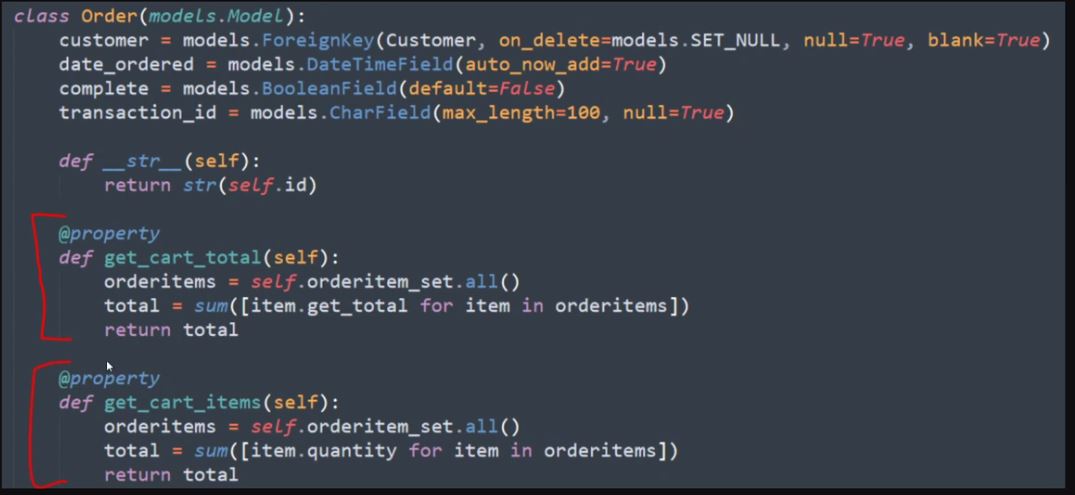 class Order(models.Model):
    customer = models.ForeignKey(Customer, on_delete=models.SET_NULL, null=True, blank=True)
    date_ordered = models.DateTimeField(auto_now_add=True)
    complete = models.BooleanField(default=False)
    transaction_id = models.CharField(max_length=100, null=True)

    def __str__(self):
        return str(self.id)

    @property
    def get_cart_total(self):
        orderitems = self.orderitem_set.all()
        total = sum([item.get_total for item in orderitems])
        return total

    @property
    def get_cart_items(self):
        orderitems = self.orderitem_set.all()
        total = sum([item.quantity for item in orderitems])
        return total